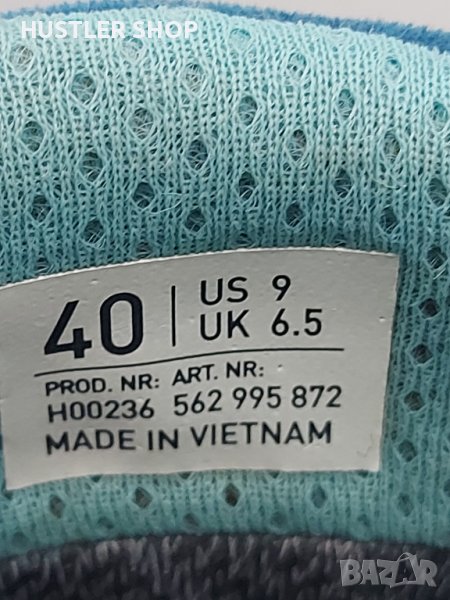 HUSTLER SHOP
40 | US 9
UK 6.5
PROD. NR: ART. NR:
H00236 562 995 872
MADE IN VIETNAM
bazar